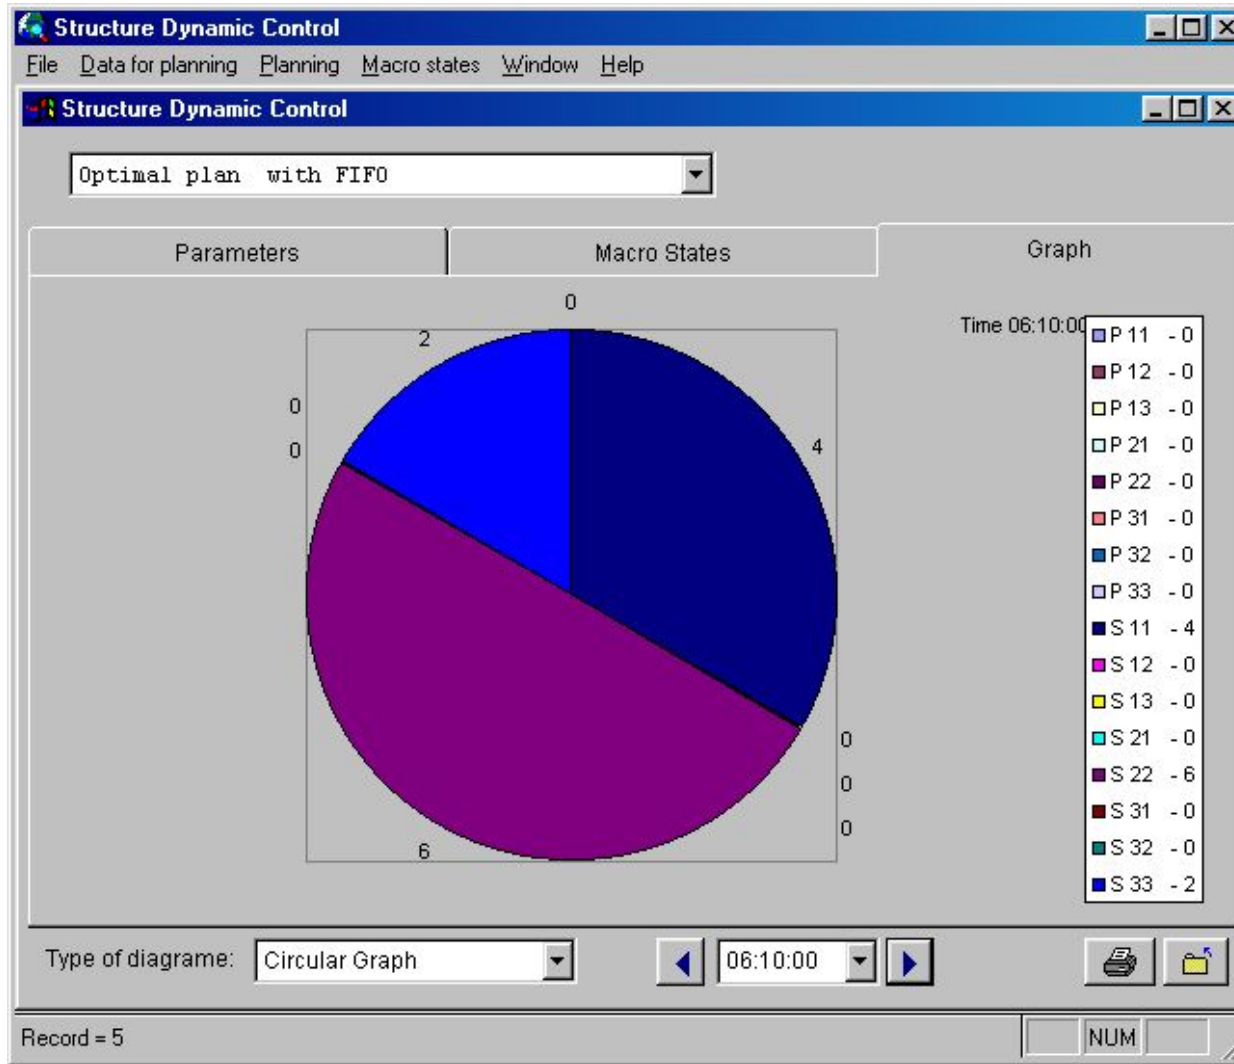 Structure Dynamic Control
File Data for planning Planning Macro states Window Help
Structure Dynamic Control
Optimal plan with FIFO
Parameters Macro States Graph
0
2
0
0
4
0
0
0
6
Time 06:10:00
P 11 - 0
P 12 - 0
P 13 - 0
P 21 - 0
P 22 - 0
P 31 - 0
P 32 - 0
P 33 - 0
S 11 - 4
S 12 - 0
S 13 - 0
S 21 - 0
S 22 - 6
S 31 - 0
S 32 - 0
S 33 - 2
Type of diagrame: Circular Graph 06:10:00
Record = 5 NUM